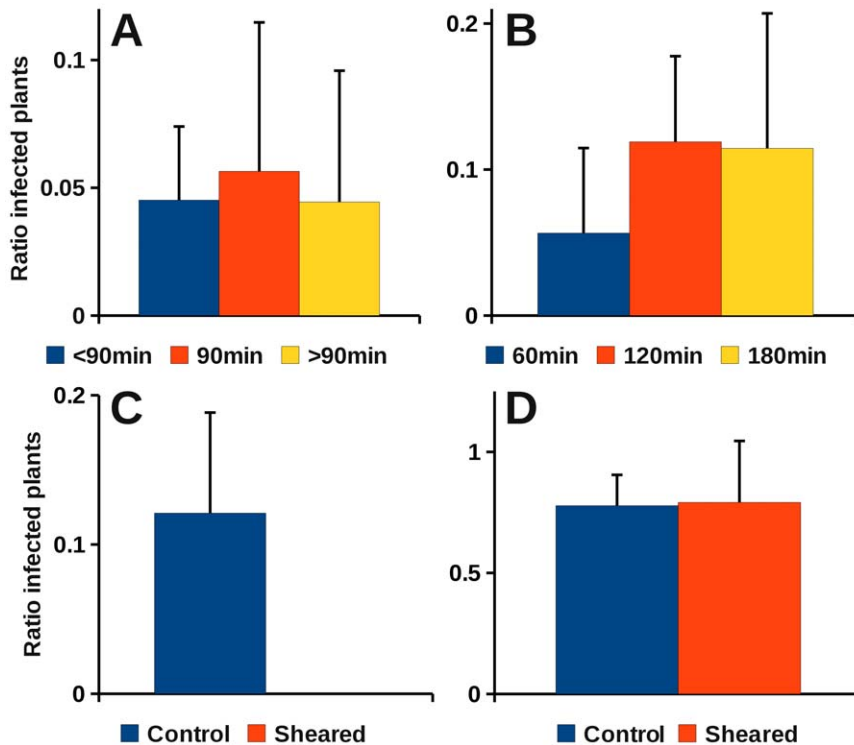 A
B
Ratio infected plants
0.1
0.05
0
0.2
0.1
0
<90min 90min >90min
60min 120min 180min
C
D
Ratio infected plants
0.2
0.1
0
1
0.5
0
Control Sheared
Control Sheared